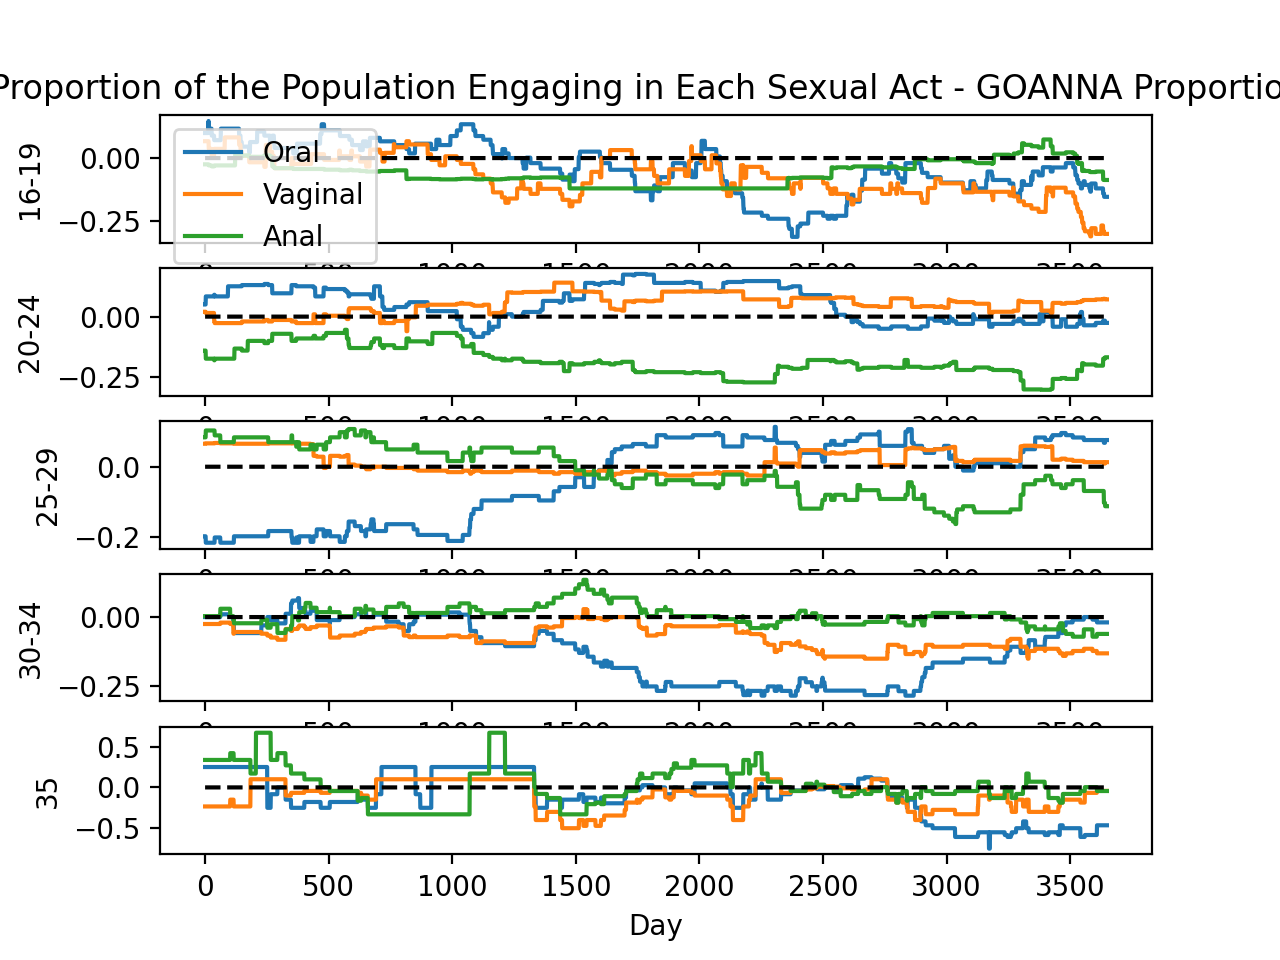 Proportion of the Population Engaging in Each Sexual Act - GOANNA Proportio
16-19
0.00
−0.25
Oral
Vaginal
Anal
20-24
0.00
−0.25
25-29
0.0
−0.2
30-34
0.00
−0.25
35
0.5
0.0
−0.5
0 500 1000 1500 2000 2500 3000 3500
Day